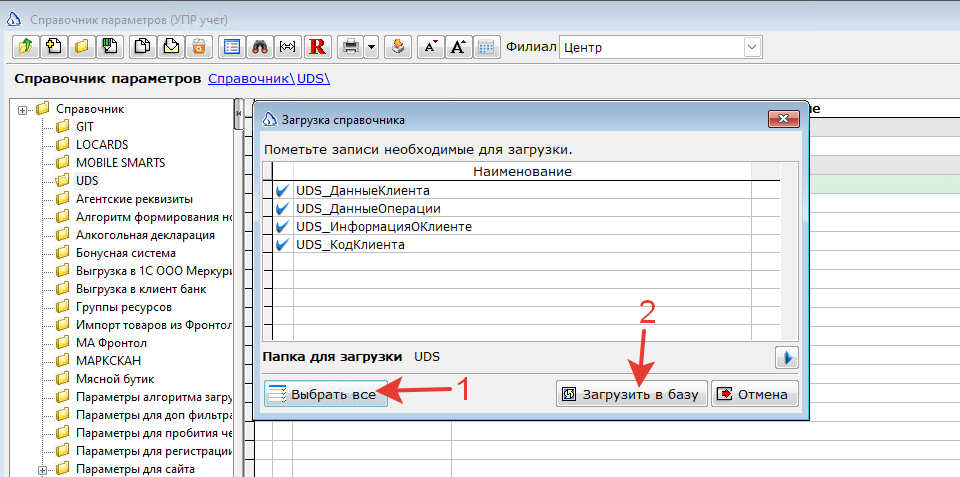 Справочник параметров (УПР учет)
Филиал Центр
Справочник параметров Справочник\ UDS\
Справочник
GIT
LOCARDS
MOBILE SMARTS
UDS
Агентские реквизиты
Алгоритм формирования но
Алкогольная декларация
Бонусная система
Выгрузка в 1С ООО Меркури
Выгрузка в клиент банк
Группы ресурсов
Импорт товаров из Фронтол
МА Фронтол
МАРКСКАН
Мясной бутик
Параметры алгоритма загру
Параметры для доп фильтра
Параметры для пробития че
Параметры для регистрации
Параметры для сайта
Загрузка справочника
Пометьте записи необходимые для загрузки.
Наименование
UDS_ДанныеКлиента
UDS_ДанныеОперации
UDS_ИнформацияОКлиенте
UDS_КодКлиента
Папка для загрузки UDS
Выбрать все
Загрузить в базу
Отмена
1
2